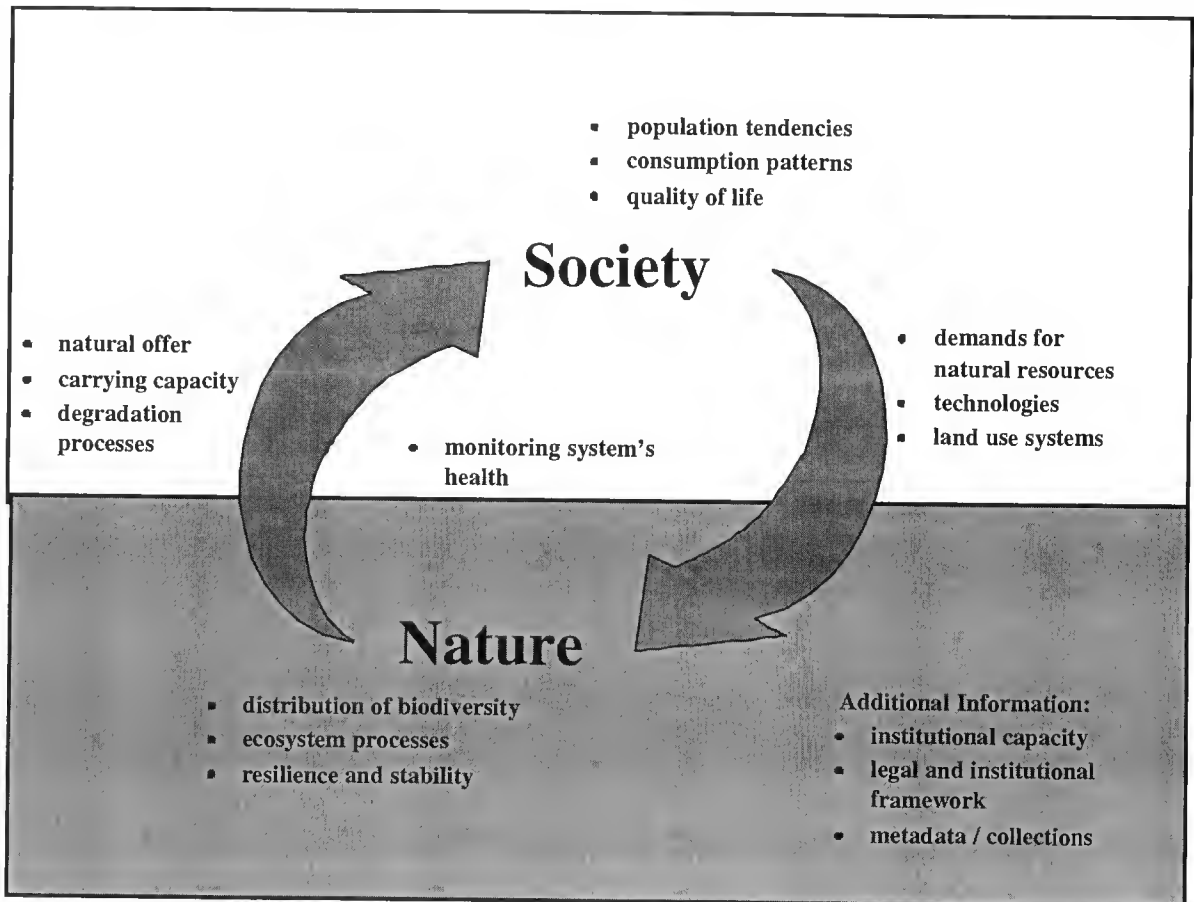 ▪ population tendencies
▪ consumption patterns
• quality of life
Society
• natural offer
• carrying capacity
▪ degradation
processes
• demands for
natural resources
• technologies
• land use systems
• monitoring system's
health
Nature
▪ distribution of biodiversity
▪ ecosystem processes
• resilience and stability
Additional Information:
• institutional capacity
• legal and institutional
framework
• metadata / collections